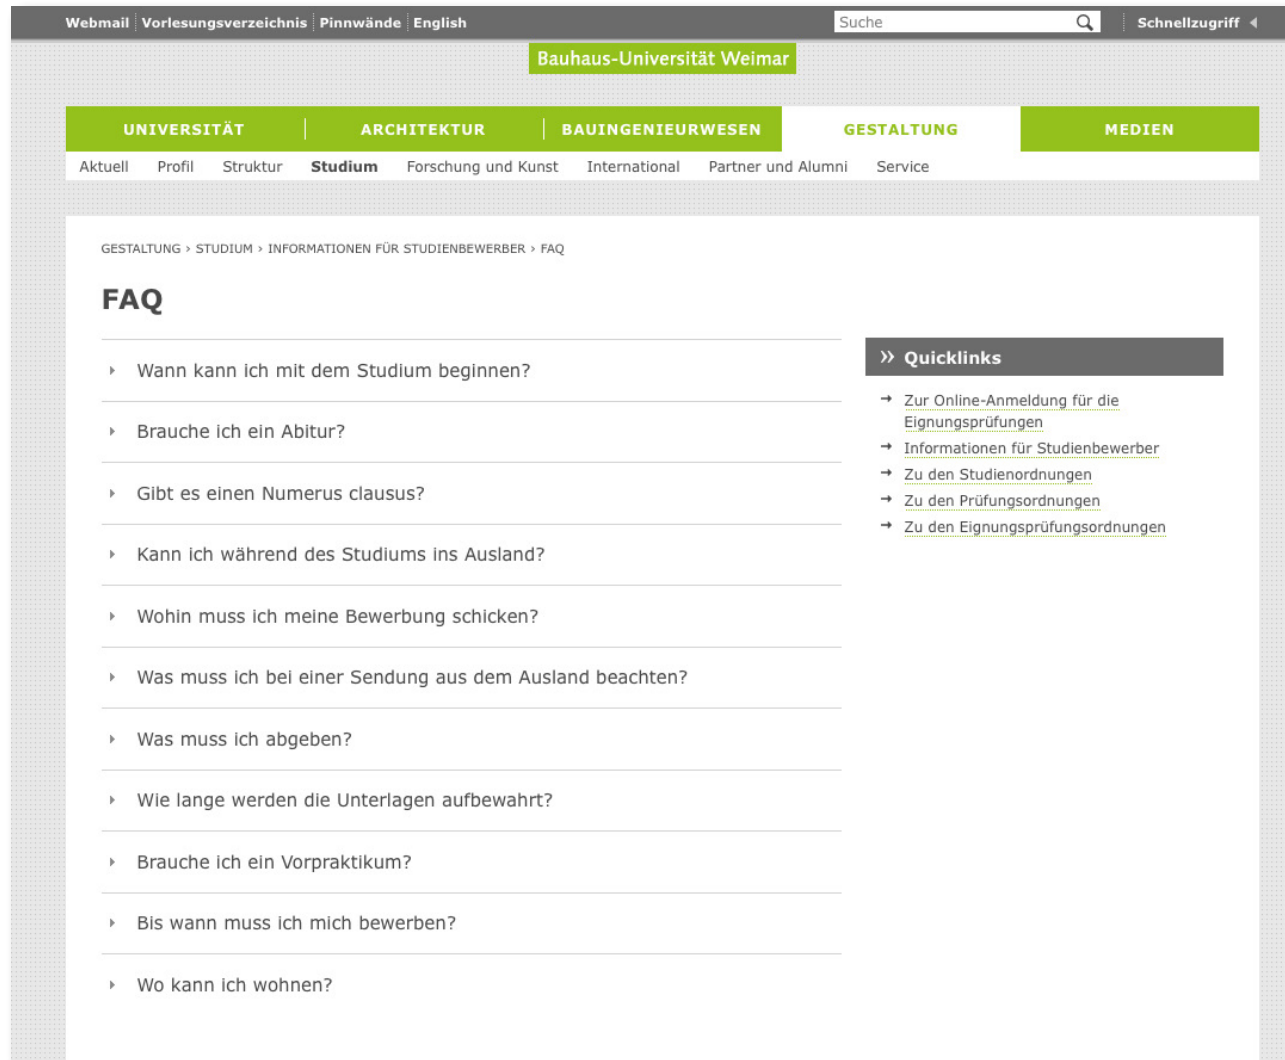 Webmail Vorlesungsverzeichnis Pinnwände English Suche Schnellzugriff
Bauhaus-Universität Weimar
UNIVERSITÄT ARCHITEKTUR BAUINGENIEURWESEN GESTALTUNG MEDIEN
Aktuell Profil Struktur Studium Forschung und Kunst International Partner und Alumni Service
GESTALTUNG › STUDIUM › INFORMATIONEN FÜR STUDIENBEWERBER › FAQ
FAQ
Wann kann ich mit dem Studium beginnen?
Brauche ich ein Abitur?
Gibt es einen Numerus clausus?
Kann ich während des Studiums ins Ausland?
Wohin muss ich meine Bewerbung schicken?
Was muss ich bei einer Sendung aus dem Ausland beachten?
Was muss ich abgeben?
Wie lange werden die Unterlagen aufbewahrt?
Brauche ich ein Vorpraktikum?
Bis wann muss ich mich bewerben?
Wo kann ich wohnen?
» Quicklinks
→ Zur Online-Anmeldung für die
Eignungsprüfungen
→ Informationen für Studienbewerber
→ Zu den Studienordnungen
→ Zu den Prüfungsordnungen
→ Zu den Eignungsprüfungsordnungen